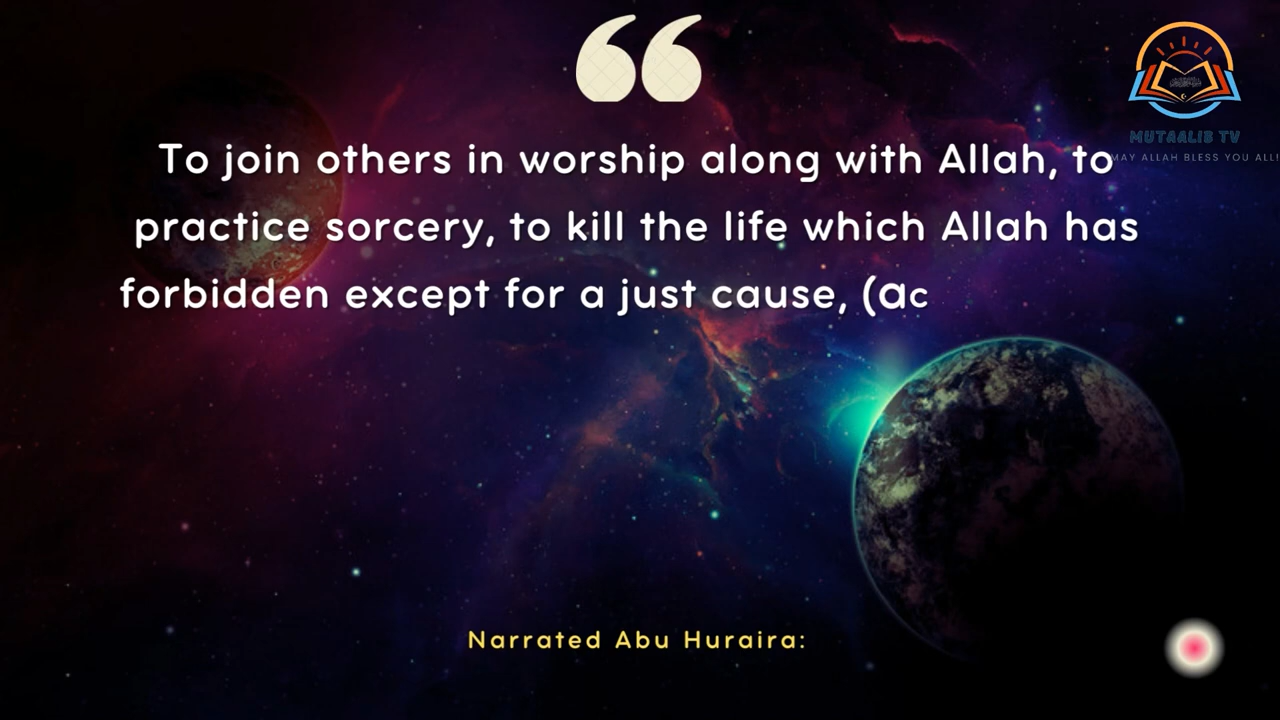 ❝
To join others in worship along with Allah, to
practice sorcery, to kill the life which Allah has
forbidden except for a just cause, (ac
Narrated Abu Huraira:
MUTAALIB TV
MAY ALLAH BLESS YOU ALL!